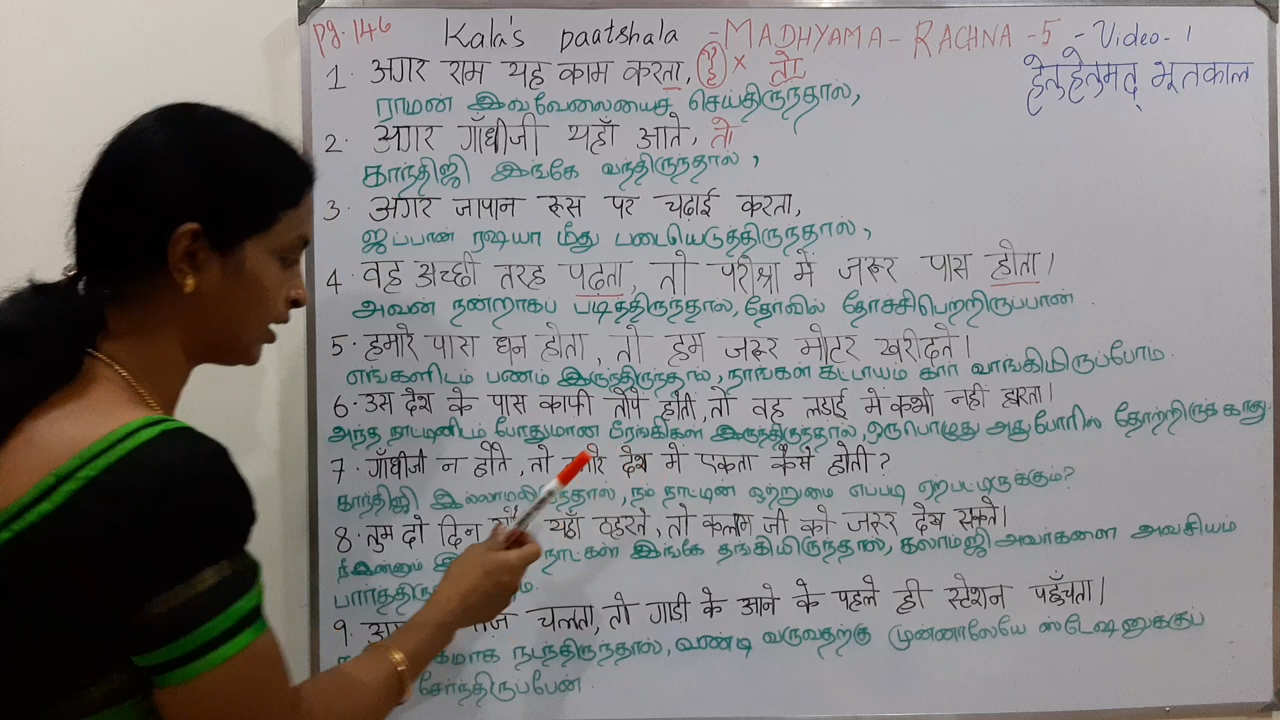 Pg. 146 Kala's paatshala - MADHYAMA - RACHNA - 5 - Video - 1
हेतुहेतुमद् भूतकाल
1. अगर राम यह काम करता, (है) × तो
ராமன் இவ்வேலையைச் செய்திருந்தால்,
2. अगर गाँधीजी यहाँ आते, तो
காந்திஜி இங்கே வந்திருந்தால்,
3. अगर जापान रूस पर चढ़ाई करता,
ஜப்பான் ரஷியா மீது படையெடுத்திருந்தால்,
4 वह अच्छी तरह पढता, तो परीक्षा में जरूर पास होता।
அவன் நன்றாகப் படித்திருந்தால், தேர்வில் தேர்ச்சிபெற்றிருப்பான்.
5. हमारे पास धन होता, तो हम जरूर मोटर खरीदते।
எங்களிடம் பணம் இருந்திருந்தால், நாங்கள் கட்டாயம் கார் வாங்கியிருப்போம்.
6. उस देश के पास काफी तोपें होती, तो वह लडाई में कभी नहीं हारता।
அந்த நாட்டினிடம் போதுமான பீரங்கிகள் இருந்திருந்தால், ஒருபொழுது அதுபோரில் தோற்றிருக்காது.
7. गाँधीजी न होते, तो देश में एकता कैसे होती?
காந்திஜி, நம் நாட்டின் ஒற்றுமை எப்படி ஏற்பட்டிருக்கும்?
8. तुम दो दिन यहाँ ठहरते, तो कलाम जी को जरूर देख सकते।
நீ இன்னும் நாட்கள் இங்கே தங்கியிருந்தால், கலாம்ஜி அவர்களை அவசியம்
9. चलता, तो गाडी के आने के पहले ही स्टेशन पहुँचता।
நடந்திருந்தால், வண்டி வருவதற்கு முன்னாலேயே ஸ்டேஷனுக்குப்
சேர்ந்திருப்பேன்.